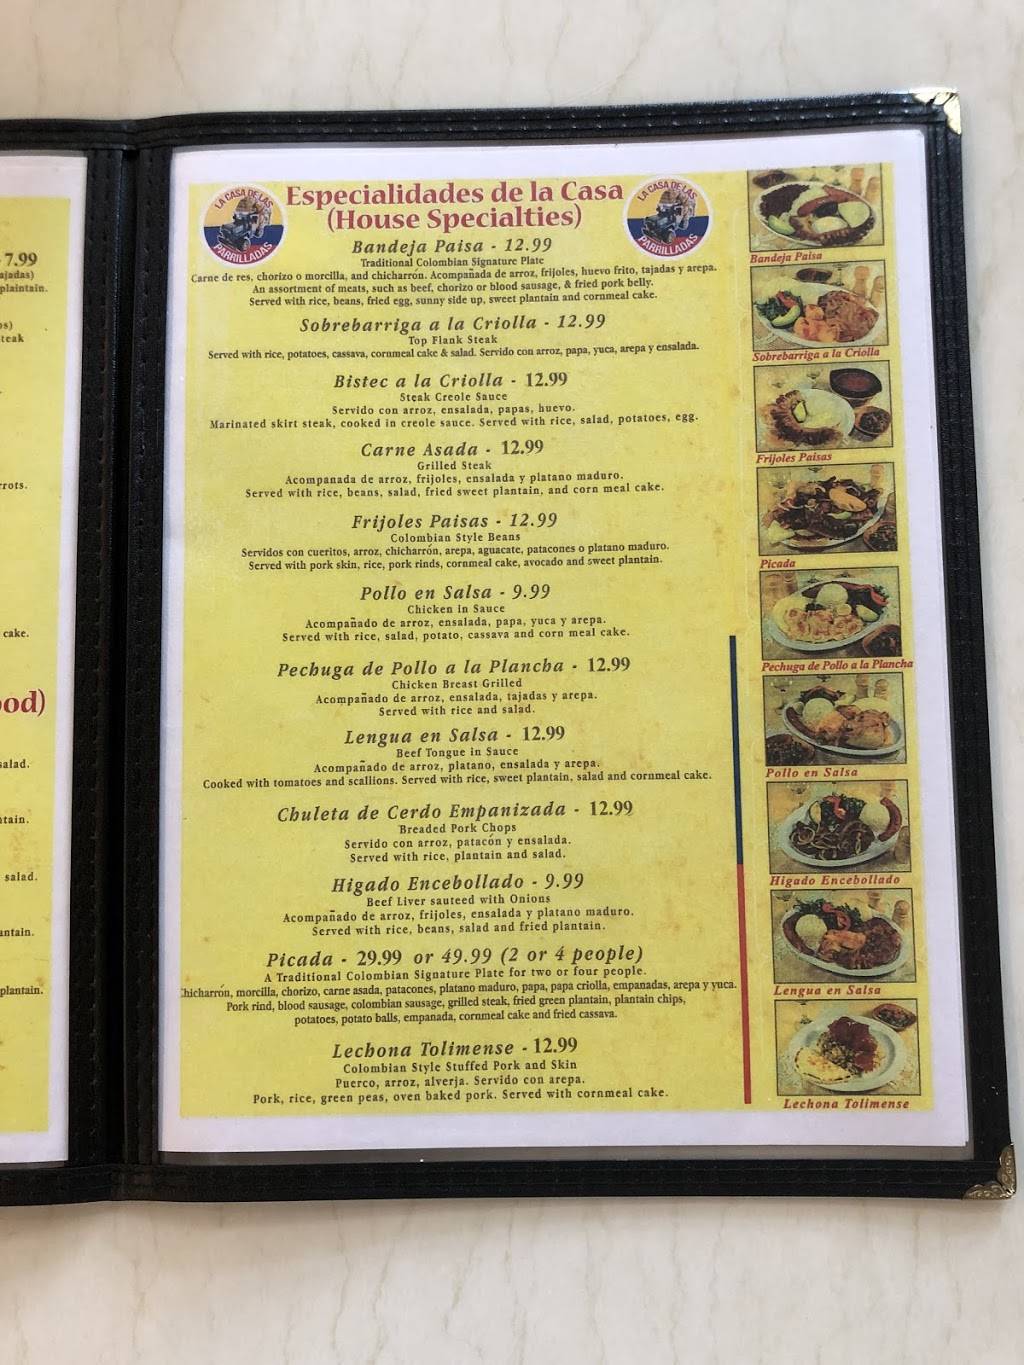 7.99
ajadas)
plaintain.
os)
teak
rrots.
cake.
ood)
salad.
ntain.
salad.
antain.
plantain.
LA CASA DE LAS
PARRILLADAS
Especialidades de la Casa
(House Specialties)
LA CASA DE LAS
PARRILLADAS
Bandeja Paisa - 12.99
Traditional Colombian Signature Plate
Carne de res, chorizo o morcilla, and chicharrón. Acompañada de arroz, frijoles, huevo frito, tajadas y arepa.
An assortment of meats, such as beef, chorizo or blood sausage, & fried pork belly.
Served with rice, beans, fried egg, sunny side up, sweet plantain and cornmeal cake.
Sobrebarriga a la Criolla - 12.99
Top Flank Steak
Served with rice, potatoes, cassava, cornmeal cake & salad. Servido con arroz, papa, yuca, arepa y ensalada.
Bistec a la Criolla - 12.99
Steak Creole Sauce
Servido con arroz, ensalada, papas, huevo.
Marinated skirt steak, cooked in creole sauce. Served with rice, salad, potatoes, egg.
Carne Asada - 12.99
Grilled Steak
Acompanada de arroz, frijoles, ensalada y platano maduro.
Served with rice, beans, salad, fried sweet plantain, and corn meal cake.
Frijoles Paisas - 12.99
Colombian Style Beans
Servidos con cueritos, arroz, chicharrón, arepa, aguacate, patacones o platano maduro.
Served with pork skin, rice, pork rinds, cornmeal cake, avocado and sweet plantain.
Pollo en Salsa - 9.99
Chicken in Sauce
Acompañado de arroz, ensalada, papa, yuca y arepa.
Served with rice, salad, potato, cassava and corn meal cake.
Pechuga de Pollo a la Plancha - 12.99
Chicken Breast Grilled
Acompañado de arroz, ensalada, tajadas y arepa.
Served with rice and salad.
Lengua en Salsa - 12.99
Beef Tongue in Sauce
Acompañado de arroz, platano, ensalada y arepa.
Cooked with tomatoes and scallions. Served with rice, sweet plantain, salad and cornmeal cake.
Chuleta de Cerdo Empanizada - 12.99
Breaded Pork Chops
Servido con arroz, patacón y ensalada.
Served with rice, plantain and salad.
Higado Encebollado - 9.99
Beef Liver sauteed with Onions
Acompañado de arroz, frijoles, ensalada y platano maduro.
Served with rice, beans, salad and fried plantain.
Picada - 29.99 or 49.99 (2 or 4 people)
A Traditional Colombian Signature Plate for two or four people.
Chicharrón, morcilla, chorizo, carne asada, patacones, platano maduro, papa, papa criolla, empanadas, arepa y yuca.
Pork rind, blood sausage, colombian sausage, grilled steak, fried green plantain, plantain chips,
potatoes, potato balls, empanada, cornmeal cake and fried cassava.
Lechona Tolimense - 12.99
Colombian Style Stuffed Pork and Skin
Puerco, arroz, alverja. Servido con arepa.
Pork, rice, green peas, oven baked pork. Served with cornmeal cake.
Bandeja Paisa
Sobrebarriga a la Criolla
Frijoles Paisas
Picada
Pechuga de Pollo a la Plancha
Pollo en Salsa
Higado Encebollado
Lengua en Salsa
Lechona Tolimense